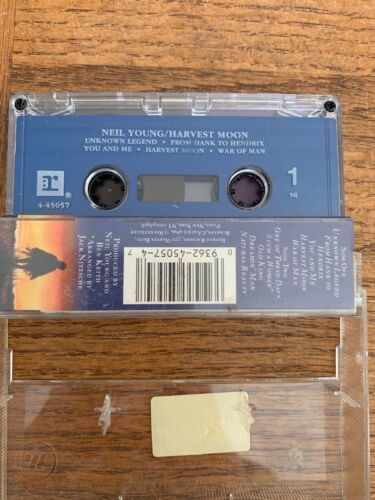 NEIL YOUNG/HARVEST MOON
UNKNOWN LEGEND • FROM HANK TO HENDRIX
YOU AND ME • HARVEST MOON • WAR OF MAN
1
SR
r
®
4-45057
SIDE ONE
UNKNOWN LEGEND
FROM HANK TO
HENDRIX
YOU AND ME
HARVEST MOON
WAR OF MAN
SIDE TWO
ONE OF THESE DAYS
SUCH A WOMAN*
OLD KING
DREAMIN' MAN
NATURAL BEAUTY
0 9362-45057-4 7
PRODUCED BY
NEIL YOUNG AND
BEN KEITH
*ARRANGED BY
JACK NITZSCHE